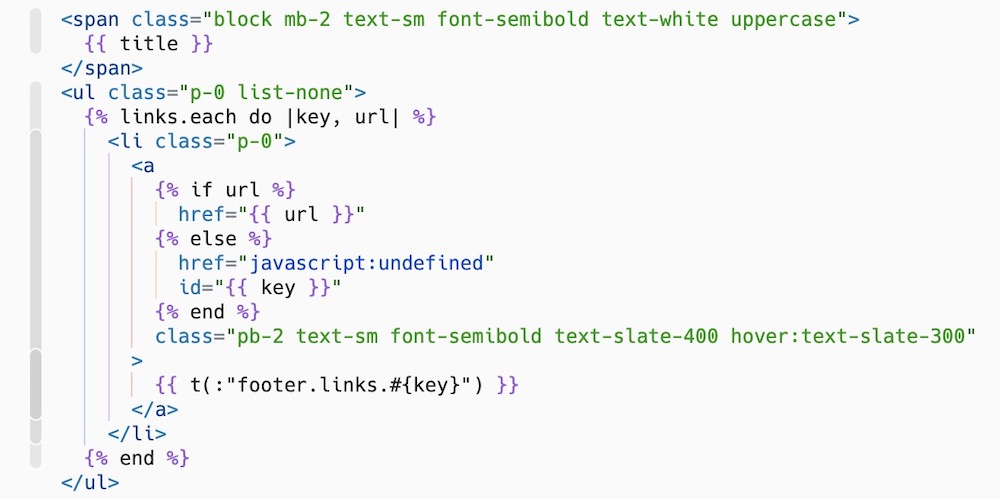 <span class="block mb-2 text-sm font-semibold text-white uppercase">
  {{ title }}
</span>
<ul class="p-0 list-none">
  {% links.each do |key, url| %}
    <li class="p-0">
      <a
        {% if url %}
          href="{{ url }}"
        {% else %}
          href="javascript:undefined"
          id="{{ key }}"
        {% end %}
        class="pb-2 text-sm font-semibold text-slate-400 hover:text-slate-300"
      >
        {{ t(:"footer.links.#{key}") }}
      </a>
    </li>
  {% end %}
</ul>